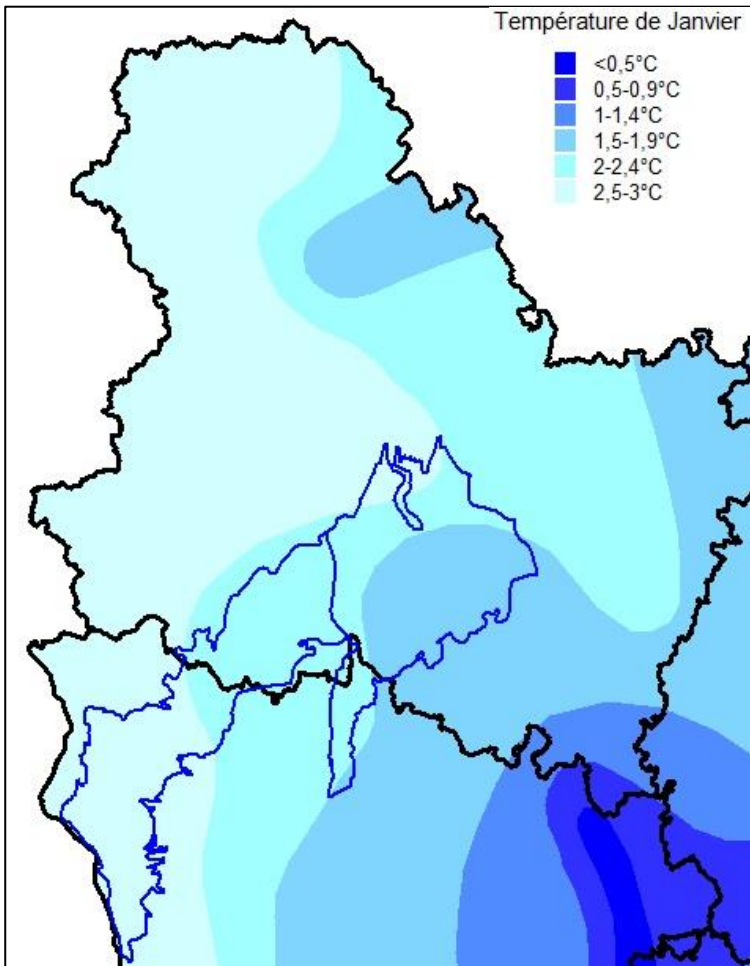 Température de Janvier
<0,5°C
0,5-0,9°C
1-1,4°C
1,5-1,9°C
2-2,4°C
2,5-3°C